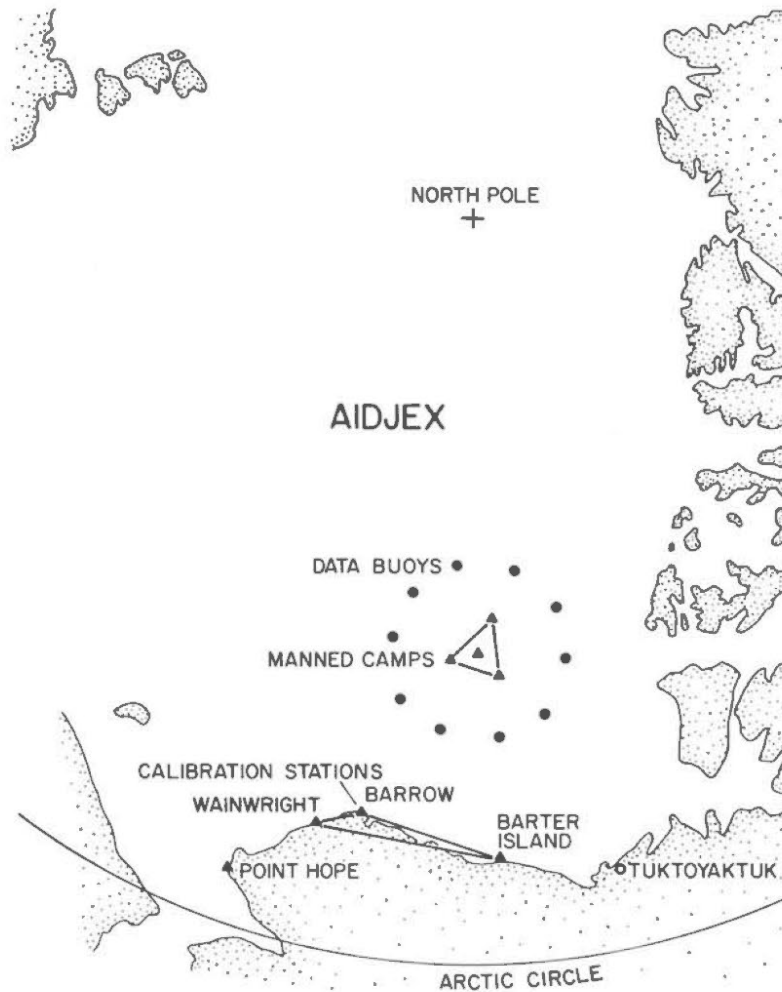 NORTH POLE
AIDJEX
DATA BUOYS
MANNED CAMPS
CALIBRATION STATIONS
BARROW
WAINWRIGHT
BARTER
ISLAND
POINT HOPE
TUKTOYAKTUK
ARCTIC CIRCLE